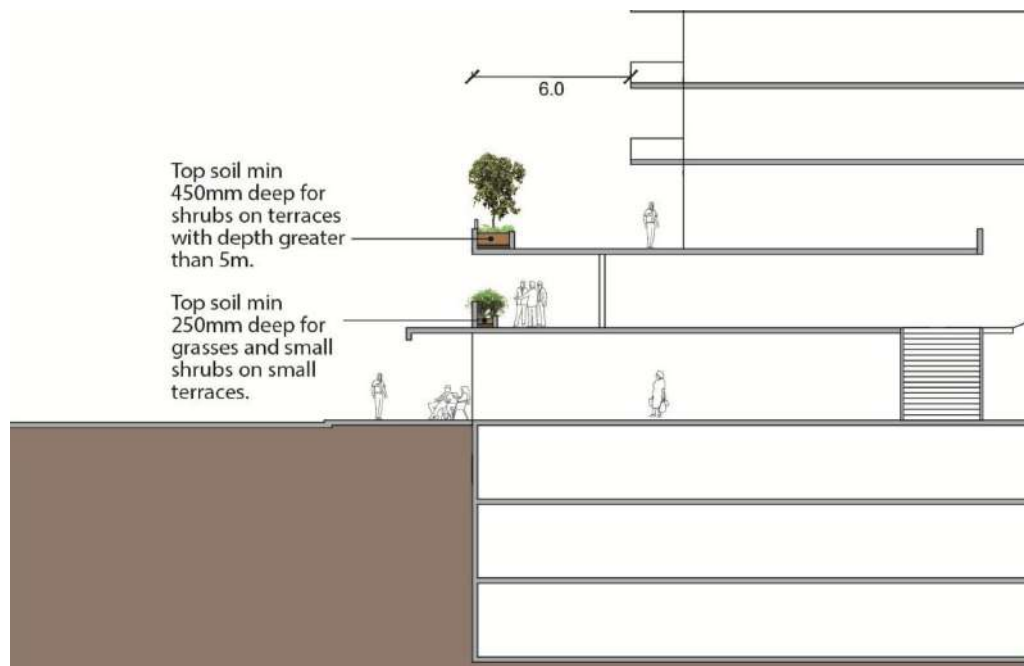 6.0
Top soil min
450mm deep for
shrubs on terraces
with depth greater
than 5m.
Top soil min
250mm deep for
grasses and small
shrubs on small
terraces.